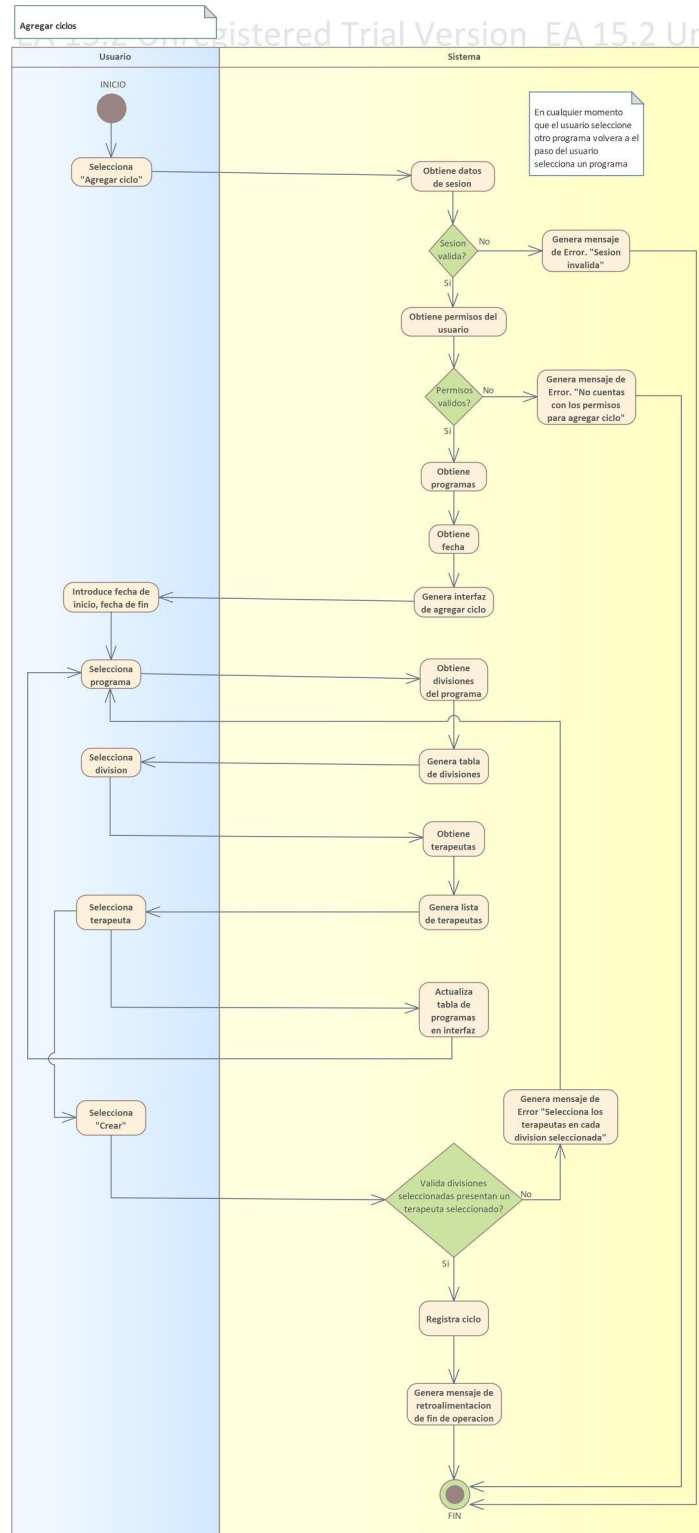 EA 15.2 Unregistered Trial Version EA 15.2 Un
Agregar ciclos
Usuario
Sistema
INICIO
En cualquier momento
que el usuario seleccione
otro programa volvera a el
paso del usuario
selecciona un programa
Selecciona
"Agregar ciclo"
Obtiene datos
de sesion
Sesion
valida?
No
Genera mensaje
de Error. "Sesion
invalida"
Si
Obtiene permisos del
usuario
Permisos
validos?
No
Genera mensaje de
Error. "No cuentas
con los permisos
para agregar ciclo"
Si
Obtiene
programas
Obtiene
fecha
Introduce fecha de
inicio, fecha de fin
Genera interfaz
de agregar ciclo
Selecciona
programa
Obtiene
divisiones
del programa
Selecciona
division
Genera tabla
de divisiones
Obtiene
terapeutas
Selecciona
terapeuta
Genera lista
de terapeutas
Actualiza
tabla de
programas
en interfaz
Selecciona
"Crear"
Genera mensaje de
Error "Selecciona los
terapeutas en cada
division seleccionada"
Valida divisiones
seleccionadas presentan un
terapeuta seleccionado?
No
Si
Registra ciclo
Genera mensaje de
retroalimentacion
de fin de operacion
FIN